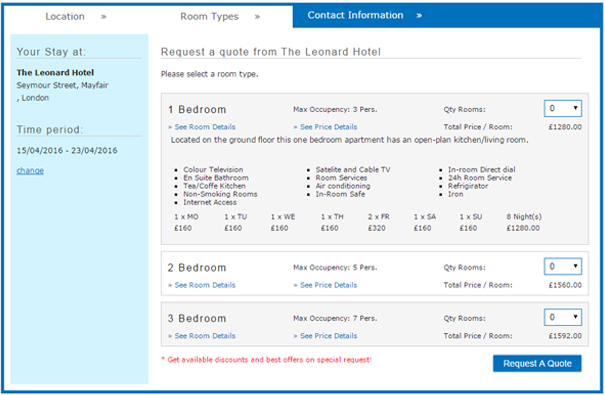 Location » Room Types » Contact Information »
Your Stay at:
The Leonard Hotel
Seymour Street, Mayfair
, London
Time period:
15/04/2016 - 23/04/2016
change
Request a quote from The Leonard Hotel
Please select a room type.
1 Bedroom Max Occupancy: 3 Pers. Qty Rooms: 0
» See Room Details » See Price Details Total Price / Room: £1280.00
Located on the ground floor this one bedroom apartment has an open-plan kitchen/living room.
▪ Colour Television ▪ Satelite and Cable TV ▪ In-room Direct dial
▪ En Suite Bathroom ▪ Room Services ▪ 24h Room Service
▪ Tea/Coffe Kitchen ▪ Air conditioning ▪ Refrigirator
▪ Non-Smoking Rooms ▪ In-Room Safe ▪ Iron
▪ Internet Access
1 x MO 1 x TU 1 x WE 1 x TH 2 x FR 1 x SA 1 x SU 8 Night(s)
£160 £160 £160 £160 £320 £160 £160 £1280.00
2 Bedroom Max Occupancy: 5 Pers. Qty Rooms: 0
» See Room Details » See Price Details Total Price / Room: £1560.00
3 Bedroom Max Occupancy: 7 Pers. Qty Rooms: 0
» See Room Details » See Price Details Total Price / Room: £1592.00
* Get available discounts and best offers on special request!
Request A Quote